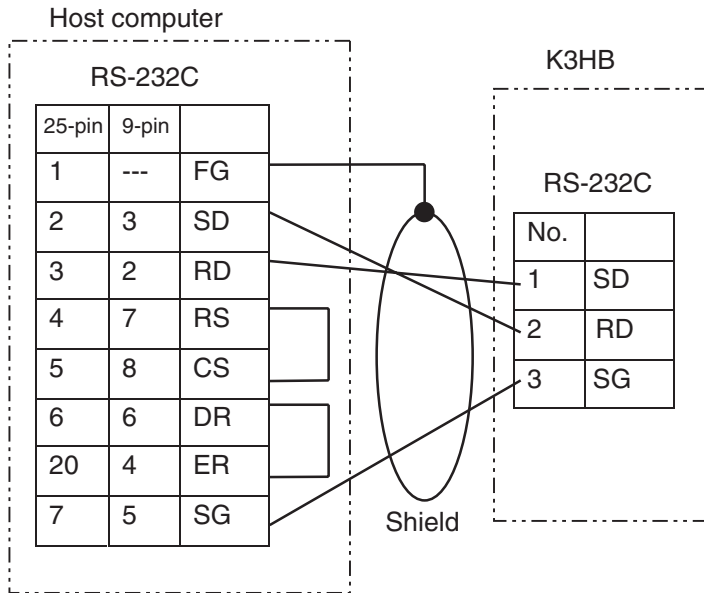 Host computer
RS-232C
25-pin 9-pin
1 --- FG
2 3 SD
3 2 RD
4 7 RS
5 8 CS
6 6 DR
20 4 ER
7 5 SG
Shield
K3HB
RS-232C
No.
1 SD
2 RD
3 SG